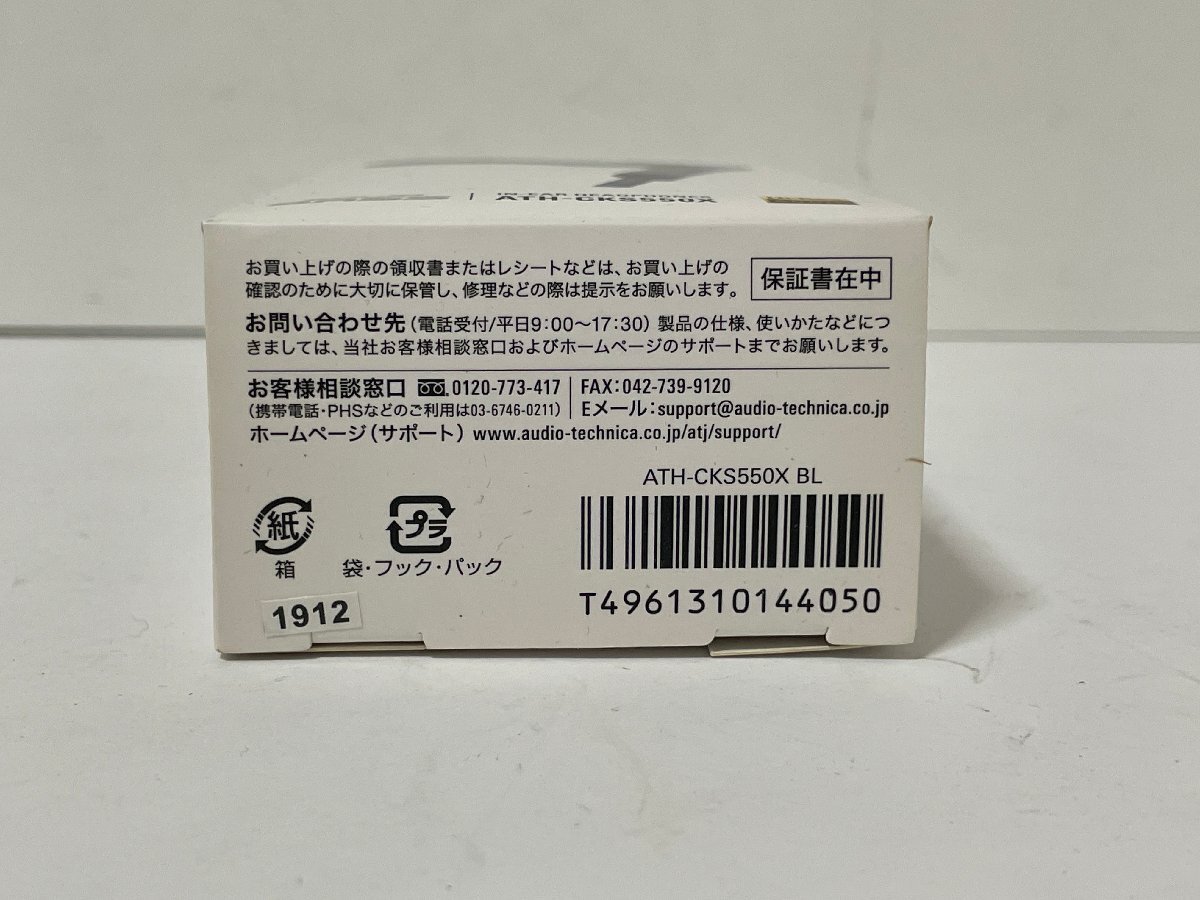 IN-EAR HEADPHONES
ATH-CKS550X
お買い上げの際の領収書またはレシートなどは、お買い上げの
確認のために大切に保管し、修理などの際は提示をお願いします。
保証書在中
お問い合わせ先(電話受付/平日9:00〜17:30)製品の仕様、使いかたなどにつ
きましては、当社お客様相談窓口およびホームページのサポートまでお願いします。
お客様相談窓口 0120-773-417
(携帯電話・PHSなどのご利用は03-6746-0211)
FAX:042-739-9120
Eメール:support@audio-technica.co.jp
ホームページ(サポート) www.audio-technica.co.jp/atj/support/
ATH-CKS550X BL
紙
箱
プラ
袋・フック・パック
T4961310144050
1912